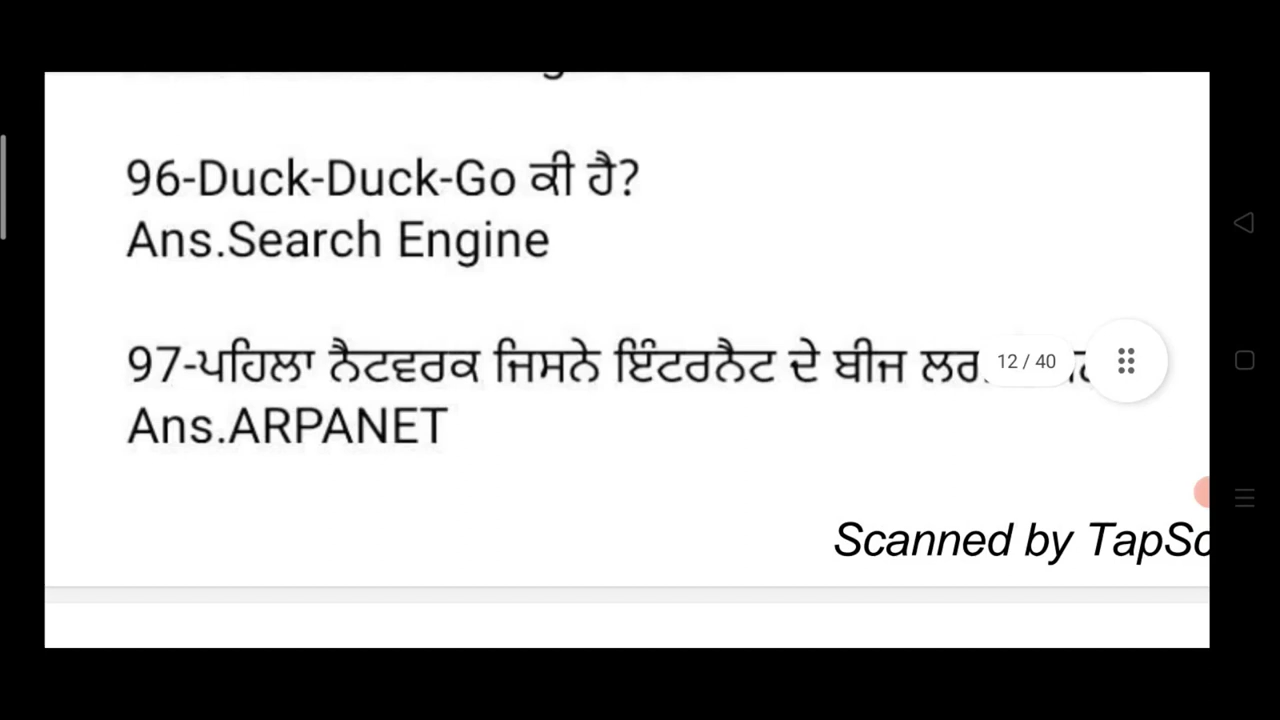 96-Duck-Duck-Go ਕੀ ਹੈ?
Ans.Search Engine
97-ਪਹਿਲਾ ਨੈਟਵਰਕ ਜਿਸਨੇ ਇੰਟਰਨੈਟ ਦੇ ਬੀਜ
12 / 40
Ans.ARPANET
Scanned by TapSc